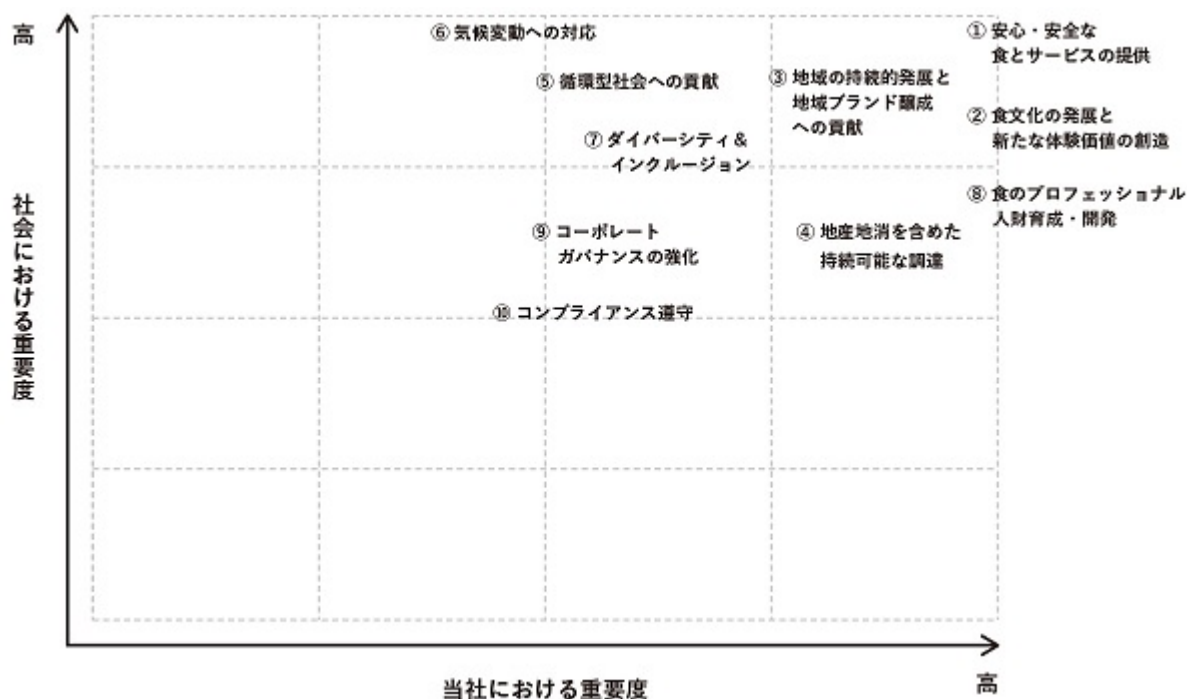 高
⑥ 気候変動への対応
① 安心・安全な
食とサービスの提供
⑤ 循環型社会への貢献
③ 地域の持続的発展と
地域ブランド醸成
への貢献
② 食文化の発展と
新たな体験価値の創造
⑦ ダイバーシティ＆
インクルージョン
⑧ 食のプロフェッショナル
人財育成・開発
⑨ コーポレート
ガバナンスの強化
④ 地産地消を含めた
持続可能な調達
⑩ コンプライアンス遵守
社会における重要度
当社における重要度
高